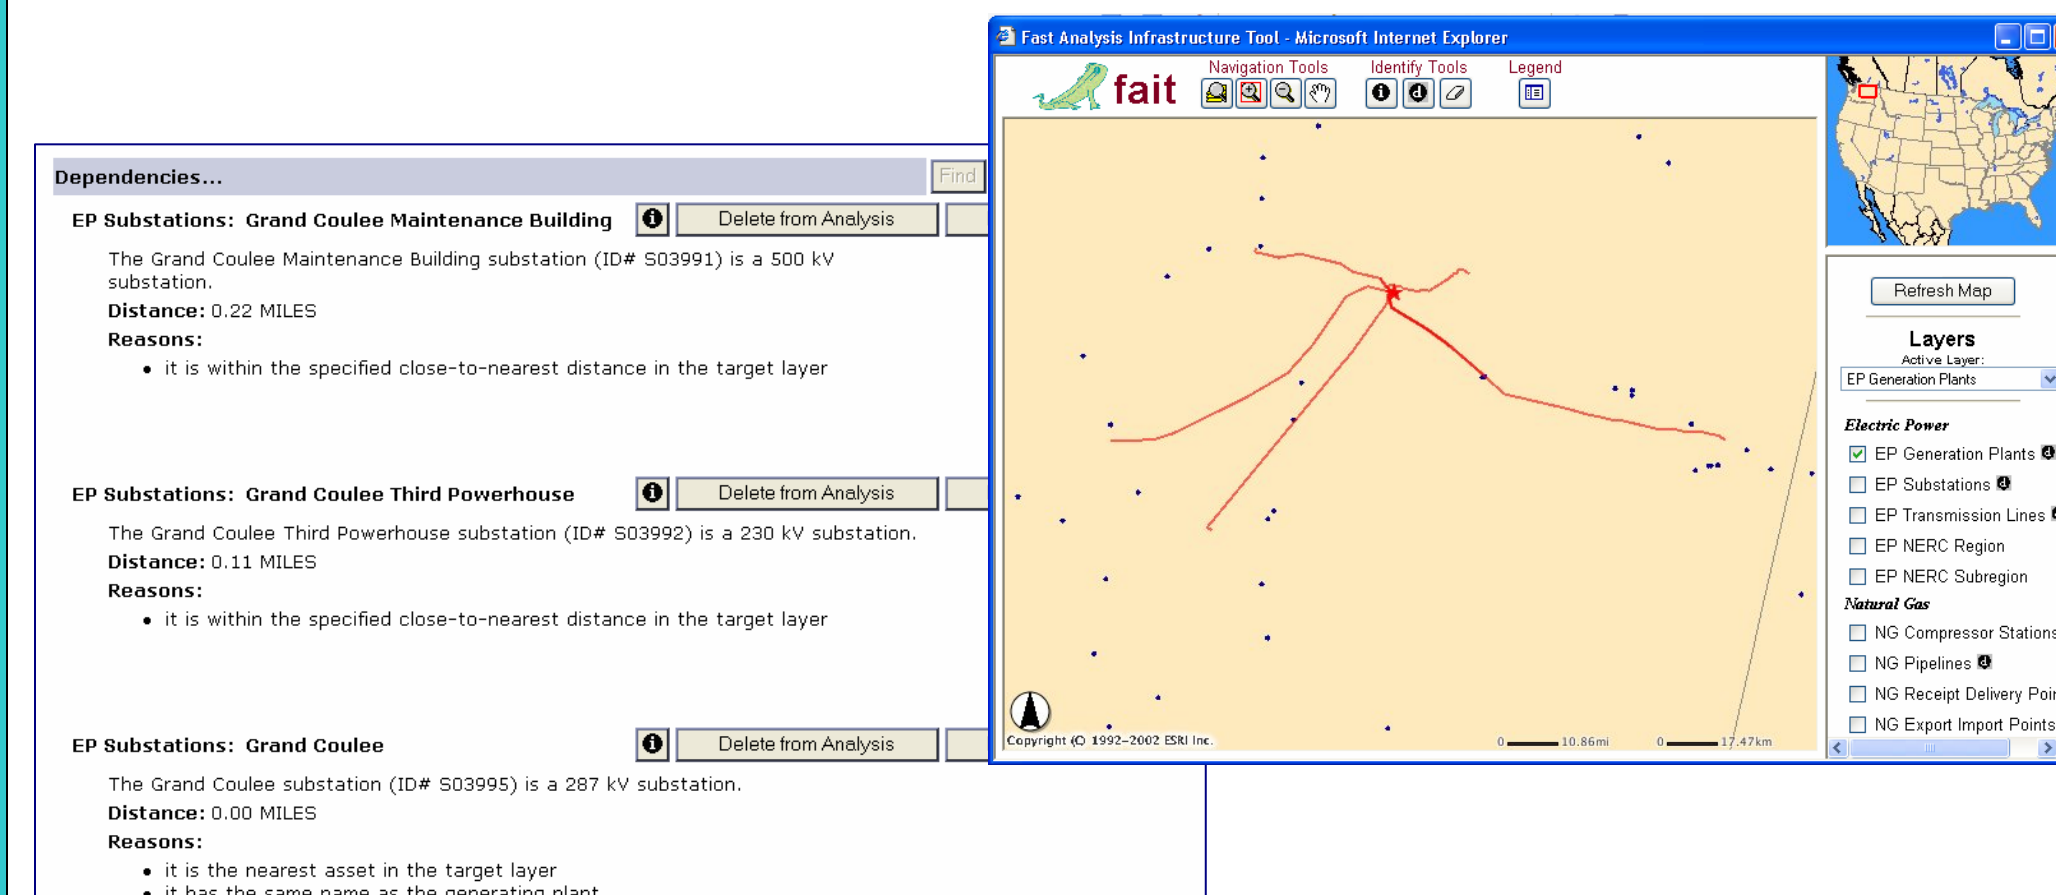 Dependencies...
Find
EP Substations: Grand Coulee Maintenance Building
Delete from Analysis
The Grand Coulee Maintenance Building substation (ID# S03991) is a 500 kV
substation.
Distance: 0.22 MILES
Reasons:
• it is within the specified close-to-nearest distance in the target layer
EP Substations: Grand Coulee Third Powerhouse
Delete from Analysis
The Grand Coulee Third Powerhouse substation (ID# S03992) is a 230 kV substation.
Distance: 0.11 MILES
Reasons:
• it is within the specified close-to-nearest distance in the target layer
EP Substations: Grand Coulee
Delete from Analysis
The Grand Coulee substation (ID# S03995) is a 287 kV substation.
Distance: 0.00 MILES
Reasons:
• it is the nearest asset in the target layer
• it has the same name as the generating plant
Fast Analysis Infrastructure Tool - Microsoft Internet Explorer
fait
Navigation Tools
Identify Tools
Legend
Copyright (C) 1992-2002 ESRI Inc.
0 10.86mi
0 17.47km
Refresh Map
Layers
Active Layer:
EP Generation Plants
Electric Power
EP Generation Plants
EP Substations
EP Transmission Lines
EP NERC Region
EP NERC Subregion
Natural Gas
NG Compressor Stations
NG Pipelines
NG Receipt Delivery Poin
NG Export Import Points